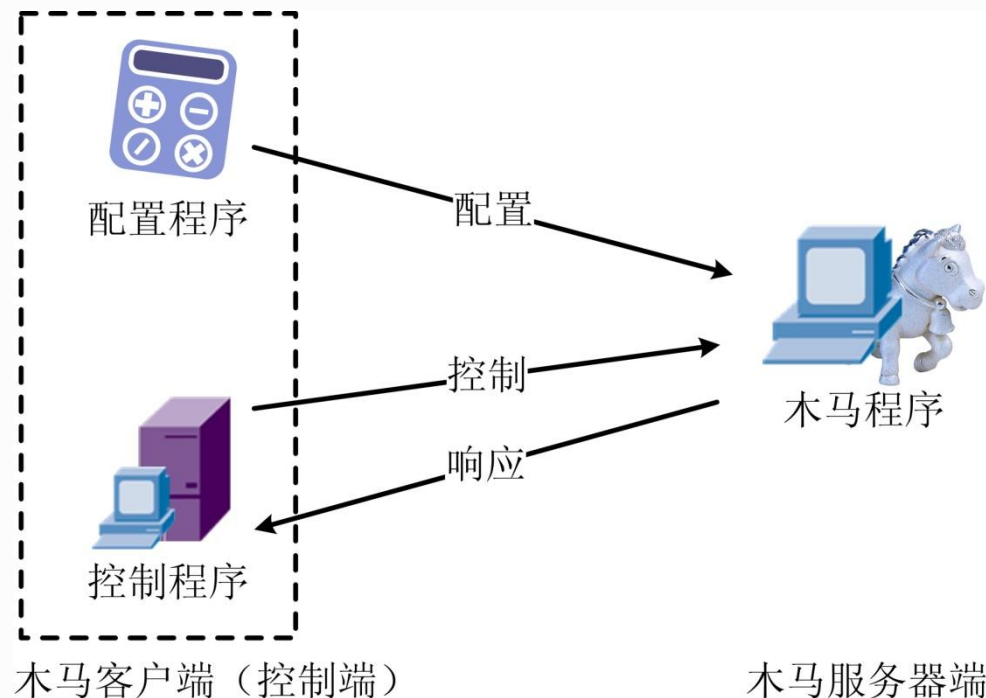 配置程序
配置
控制
木马程序
响应
控制程序
木马客户端（控制端）
木马服务器端